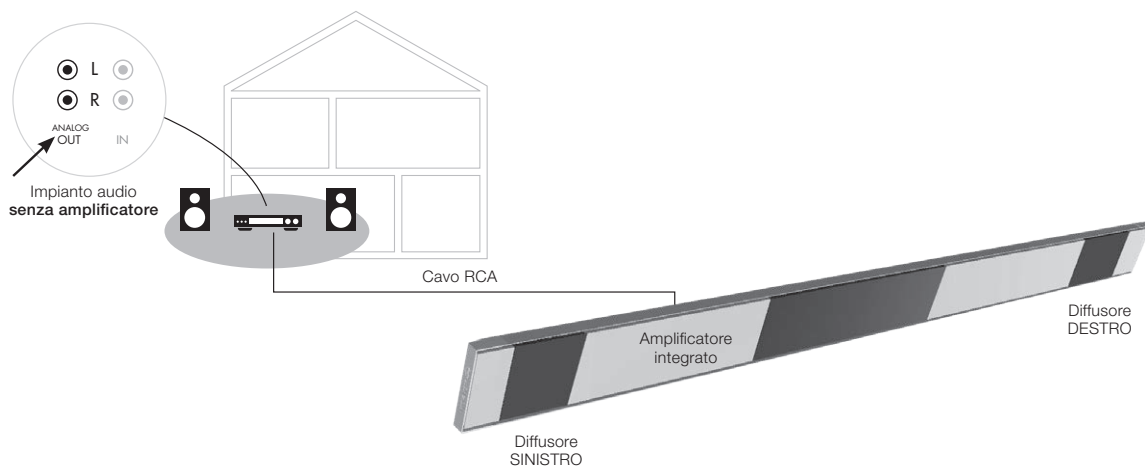 L
R
ANALOG
OUT IN
Impianto audio
senza amplificatore
Cavo RCA
Amplificatore
integrato
Diffusore
DESTRO
Diffusore
SINISTRO